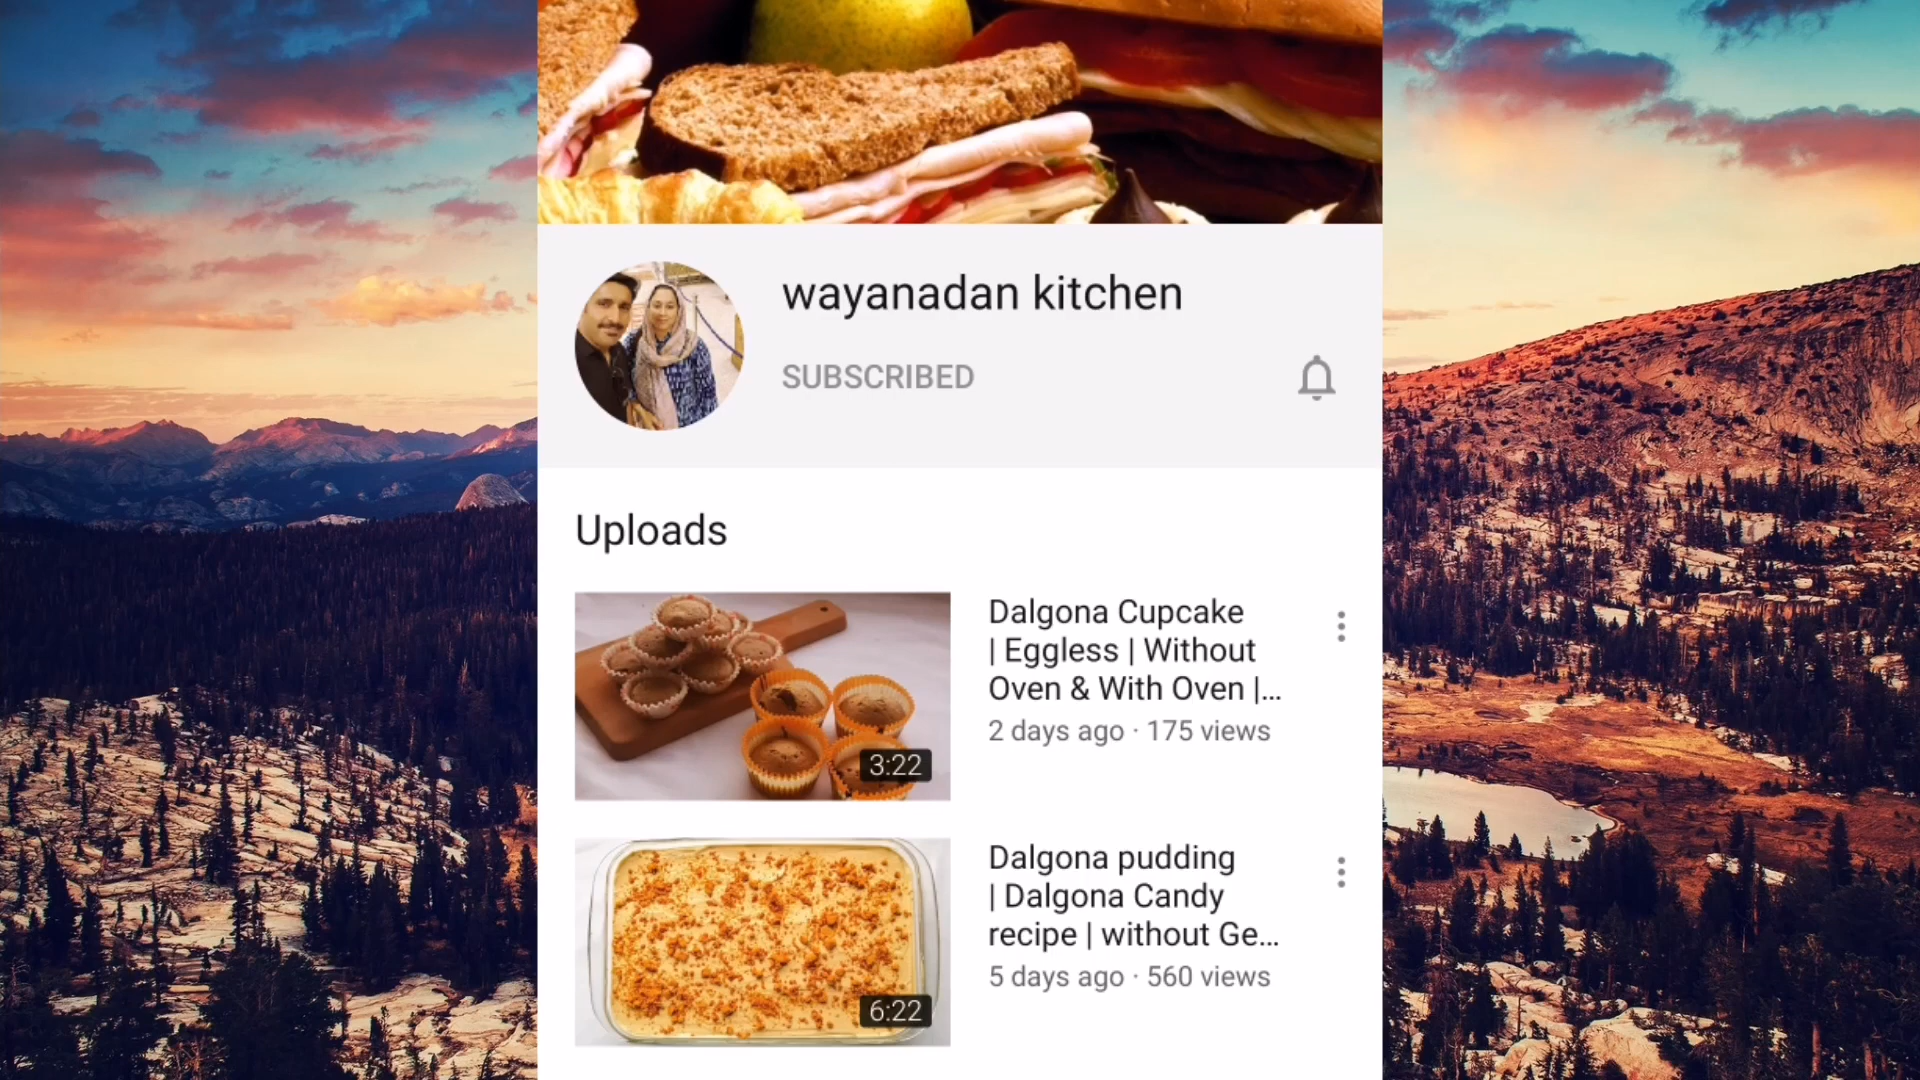 wayanadan kitchen
SUBSCRIBED
Uploads
Dalgona Cupcake
| Eggless | Without
Oven & With Oven |...
2 days ago · 175 views
3:22
Dalgona pudding
| Dalgona Candy
recipe | without Ge...
5 days ago · 560 views
6:22